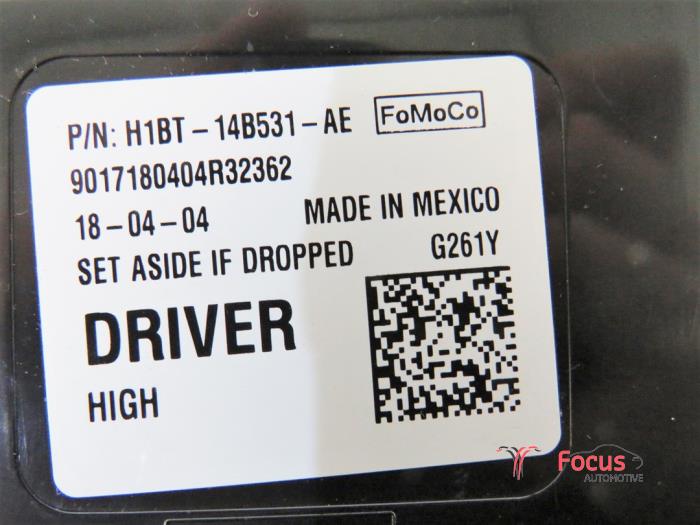 P/N: H1BT-14B531-AE FoMoCo
9017180404R32362
18-04-04 MADE IN MEXICO
SET ASIDE IF DROPPED G261Y
DRIVER
HIGH
Focus
AUTOMOTIVE